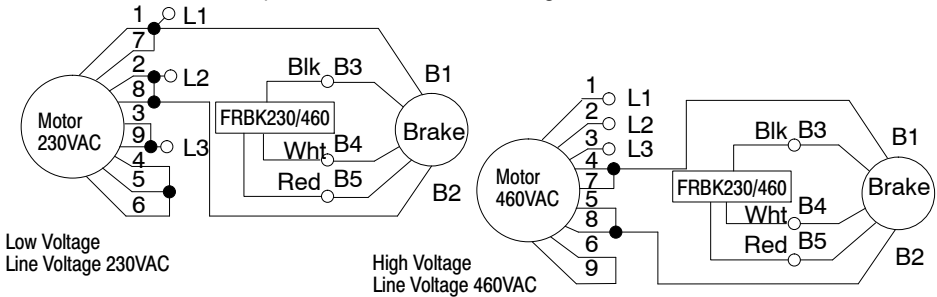 1
L1
7
2
L2
8
3
9
L3
4
5
6
Motor
230VAC
Blk B3
FRBK230/460
Wht B4
Red B5
B1
Brake
B2
Low Voltage
Line Voltage 230VAC
1
L1
2
L2
3
L3
4
7
5
8
6
9
Motor
460VAC
Blk B3
FRBK230/460
Wht B4
Red B5
B1
Brake
B2
High Voltage
Line Voltage 460VAC